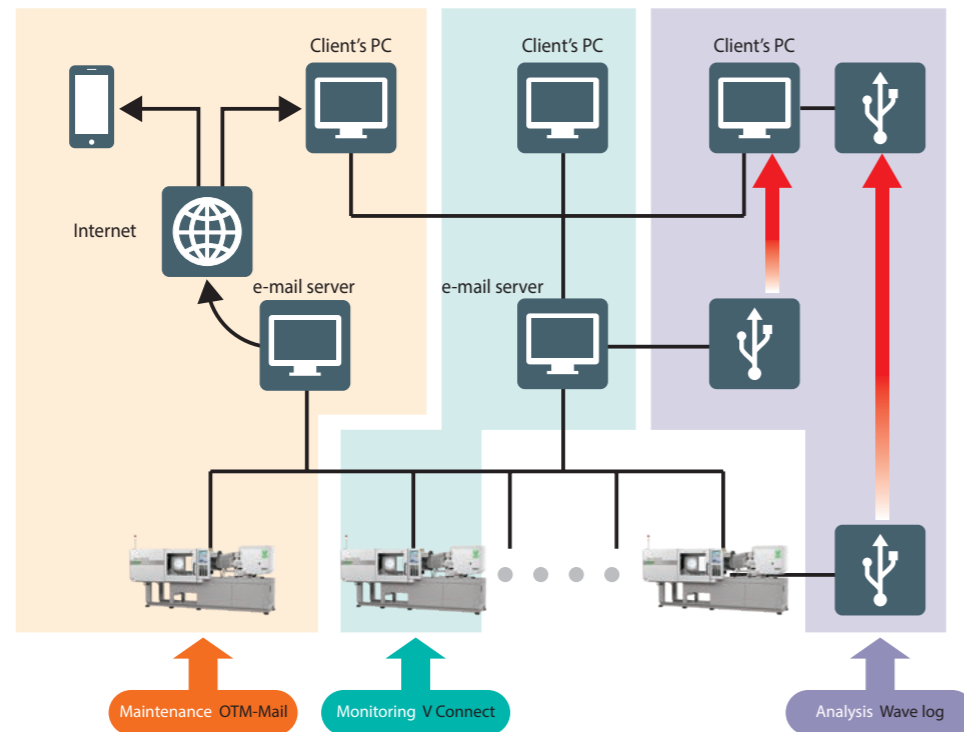 Client's PC
Client's PC
Client's PC
Internet
e-mail server
e-mail server
Maintenance OTM-Mail
Monitoring V Connect
Analysis Wave log